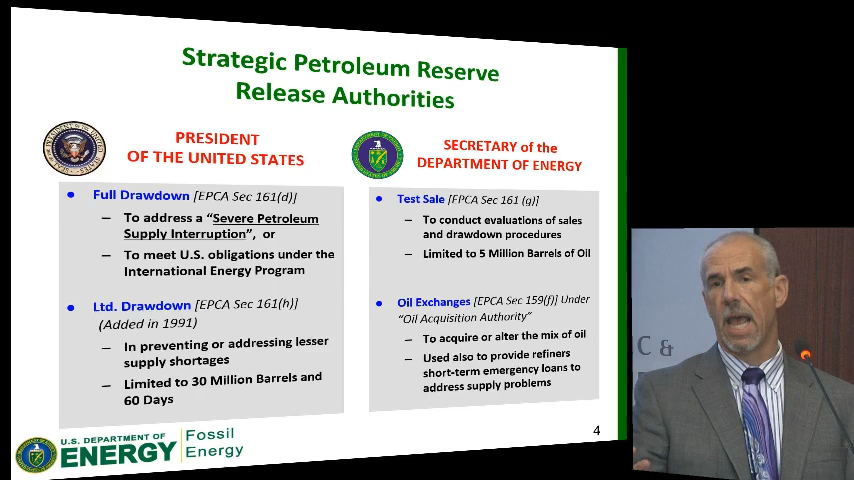 Strategic Petroleum Reserve
Release Authorities
PRESIDENT
OF THE UNITED STATES
• Full Drawdown [EPCA Sec 161(d)]
– To address a “Severe Petroleum
Supply Interruption”, or
– To meet U.S. obligations under the
International Energy Program
• Ltd. Drawdown [EPCA Sec 161(h)]
(Added in 1991)
– In preventing or addressing lesser
supply shortages
– Limited to 30 Million Barrels and
60 Days
SECRETARY of the
DEPARTMENT OF ENERGY
• Test Sale [EPCA Sec 161 (g)]
– To conduct evaluations of sales
and drawdown procedures
– Limited to 5 Million Barrels of Oil
• Oil Exchanges [EPCA Sec 159(f)] Under
“Oil Acquisition Authority”
– To acquire or alter the mix of oil
– Used also to provide refiners
short-term emergency loans to
address supply problems
U.S. DEPARTMENT OF
ENERGY
Fossil
Energy
4
C &